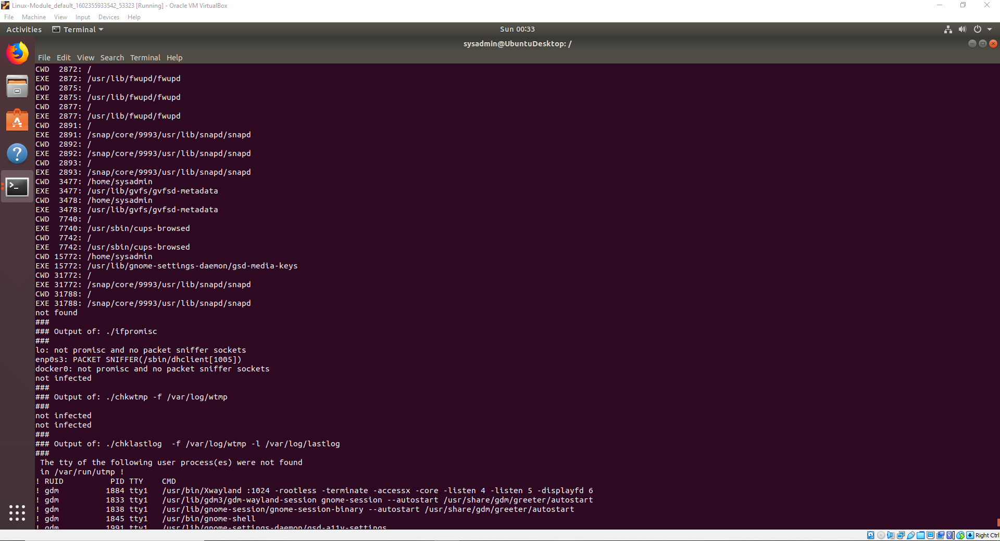 Linux-Module_default_1602355933542_53323 [Running] - Oracle VM VirtualBox
File Machine View Input Devices Help
Activities Terminal Sun 00:33
sysadmin@UbuntuDesktop: /
File Edit View Search Terminal Help
CWD  2872: /
EXE  2872: /usr/lib/fwupd/fwupd
CWD  2875: /
EXE  2875: /usr/lib/fwupd/fwupd
CWD  2877: /
EXE  2877: /usr/lib/fwupd/fwupd
CWD  2891: /
EXE  2891: /snap/core/9993/usr/lib/snapd/snapd
CWD  2892: /
EXE  2892: /snap/core/9993/usr/lib/snapd/snapd
CWD  2893: /
EXE  2893: /snap/core/9993/usr/lib/snapd/snapd
CWD  3477: /home/sysadmin
EXE  3477: /usr/lib/gvfs/gvfsd-metadata
CWD  3478: /home/sysadmin
EXE  3478: /usr/lib/gvfs/gvfsd-metadata
CWD  7740: /
EXE  7740: /usr/sbin/cups-browsed
CWD  7742: /
EXE  7742: /usr/sbin/cups-browsed
CWD 15772: /home/sysadmin
EXE 15772: /usr/lib/gnome-settings-daemon/gsd-media-keys
CWD 31772: /
EXE 31772: /snap/core/9993/usr/lib/snapd/snapd
CWD 31788: /
EXE 31788: /snap/core/9993/usr/lib/snapd/snapd
not found
###
### Output of: ./ifpromisc
###
lo: not promisc and no packet sniffer sockets
enp0s3: PACKET SNIFFER(/sbin/dhclient[1005])
docker0: not promisc and no packet sniffer sockets
not infected
###
### Output of: ./chkwtmp -f /var/log/wtmp
###
not infected
not infected
###
### Output of: ./chklastlog  -f /var/log/wtmp -l /var/log/lastlog
###
 The tty of the following user process(es) were not found
 in /var/run/utmp !
! RUID          PID TTY    CMD
! gdm          1884 tty1   /usr/bin/Xwayland :1024 -rootless -terminate -accessx -core -listen 4 -listen 5 -displayfd 6
! gdm          1833 tty1   /usr/lib/gdm3/gdm-wayland-session gnome-session --autostart /usr/share/gdm/greeter/autostart
! gdm          1838 tty1   /usr/lib/gnome-session/gnome-session-binary --autostart /usr/share/gdm/greeter/autostart
! gdm          1845 tty1   /usr/bin/gnome-shell
! gdm          1991 tty1   /usr/lib/gnome-settings-daemon/gsd-a11y-settings
Right Ctrl